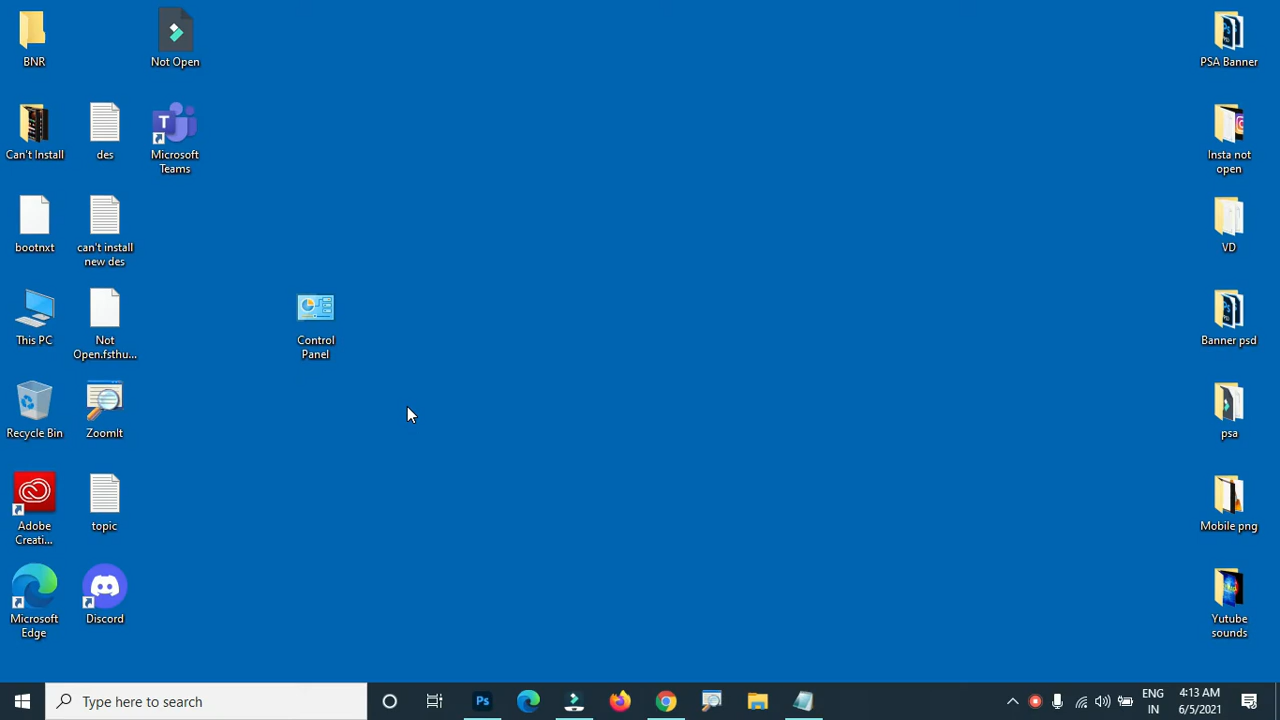 BNR
Not Open
PSA Banner
Can't Install
des
Microsoft
Teams
Insta not
open
bootnxt
can't install
new des
VD
This PC
Not
Open.fsthu...
Control
Panel
Banner psd
Recycle Bin
ZoomIt
psa
Adobe
Creati...
topic
Mobile png
Microsoft
Edge
Discord
Yutube
sounds
Type here to search
Ps
ENG
IN
4:13 AM
6/5/2021